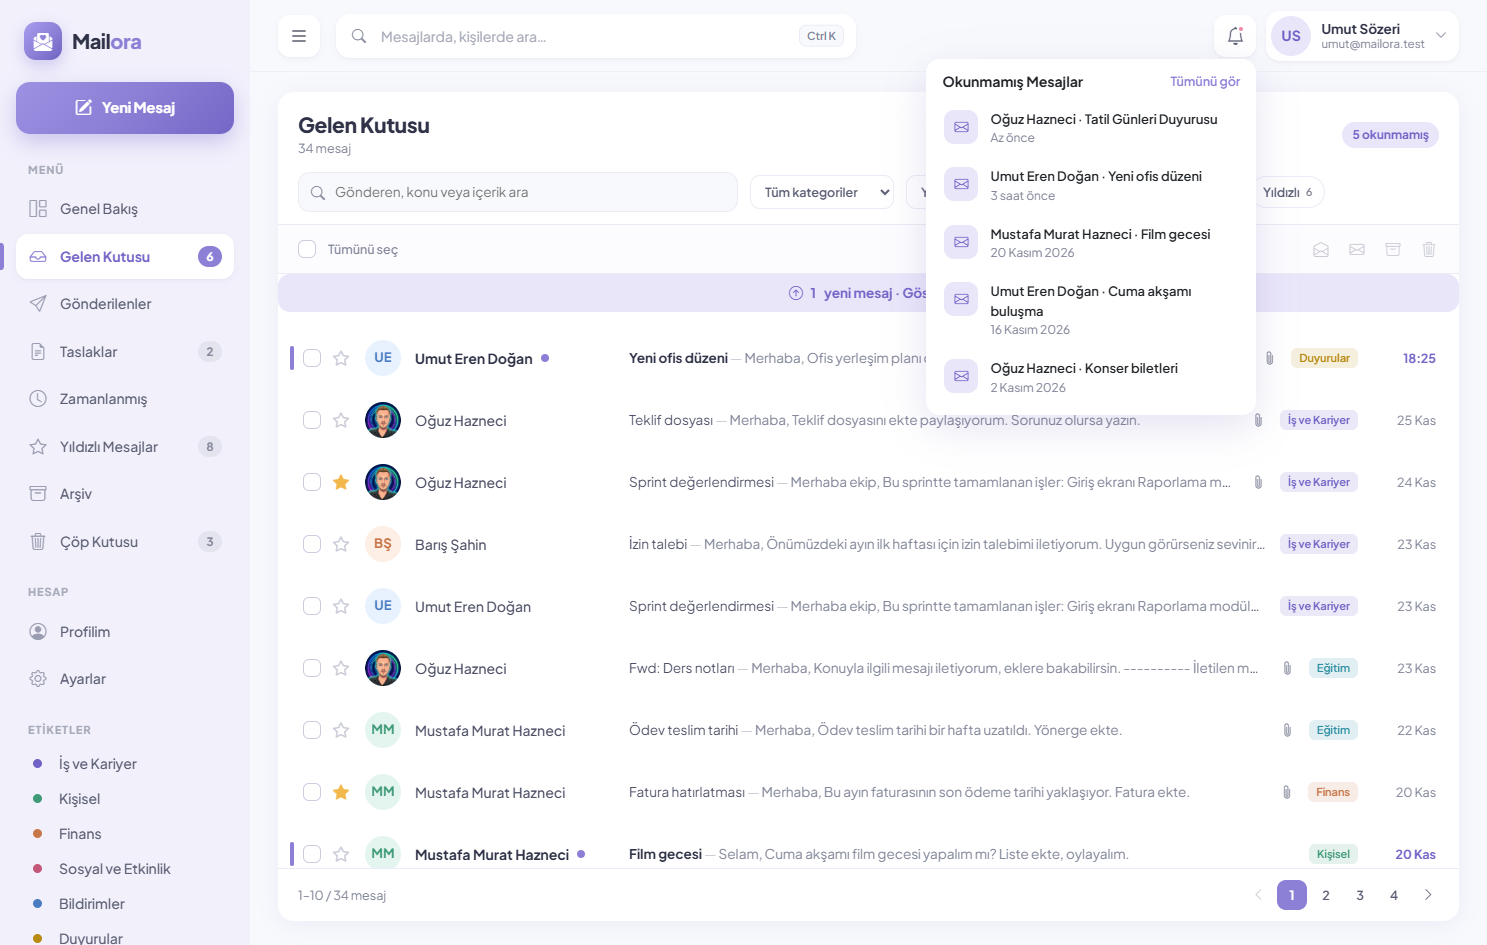 Mailora
Yeni Mesaj
MENÜ
Genel Bakış
Gelen Kutusu 6
Gönderilenler
Taslaklar 2
Zamanlanmış
Yıldızlı Mesajlar 8
Arşiv
Çöp Kutusu 3
HESAP
Profilim
Ayarlar
ETİKETLER
İş ve Kariyer
Kişisel
Finans
Sosyal ve Etkinlik
Bildirimler
Duyurular
Mesajlarda, kişilerde ara...
Ctrl K
US
Umut Sözeri
umut@mailora.test
Okunmamış Mesajlar
Tümünü gör
Oğuz Hazneci · Tatil Günleri Duyurusu
Az önce
Umut Eren Doğan · Yeni ofis düzeni
3 saat önce
Mustafa Murat Hazneci · Film gecesi
20 Kasım 2026
Umut Eren Doğan · Cuma akşamı
buluşma
16 Kasım 2026
Oğuz Hazneci · Konser biletleri
2 Kasım 2026
Gelen Kutusu
34 mesaj
5 okunmamış
Gönderen, konu veya içerik ara
Tüm kategoriler
Yıldızlı 6
Tümünü seç
1 yeni mesaj · Gös
UE Umut Eren Doğan Yeni ofis düzeni — Merhaba, Ofis yerleşim planı Duyurular 18:25
Oğuz Hazneci Teklif dosyası — Merhaba, Teklif dosyasını ekte paylaşıyorum. Sorunuz olursa yazın. İş ve Kariyer 25 Kas
Oğuz Hazneci Sprint değerlendirmesi — Merhaba ekip, Bu sprintte tamamlanan işler: Giriş ekranı Raporlama m... İş ve Kariyer 24 Kas
BŞ Barış Şahin İzin talebi — Merhaba, Önümüzdeki ayın ilk haftası için izin talebimi iletiyorum. Uygun görürseniz sevinir... İş ve Kariyer 23 Kas
UE Umut Eren Doğan Sprint değerlendirmesi — Merhaba ekip, Bu sprintte tamamlanan işler: Giriş ekranı Raporlama modül... İş ve Kariyer 23 Kas
Oğuz Hazneci Fwd: Ders notları — Merhaba, Konuyla ilgili mesajı iletiyorum, eklere bakabilirsin. ---------- İletilen m... Eğitim 23 Kas
MM Mustafa Murat Hazneci Ödev teslim tarihi — Merhaba, Ödev teslim tarihi bir hafta uzatıldı. Yönerge ekte. Eğitim 22 Kas
MM Mustafa Murat Hazneci Fatura hatırlatması — Merhaba, Bu ayın faturasının son ödeme tarihi yaklaşıyor. Fatura ekte. Finans 20 Kas
MM Mustafa Murat Hazneci Film gecesi — Selam, Cuma akşamı film gecesi yapalım mı? Liste ekte, oylayalım. Kişisel 20 Kas
1–10 / 34 mesaj
1 2 3 4